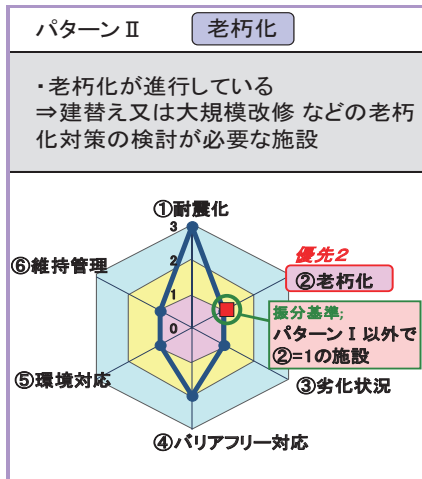 パターンⅡ 老朽化
・老朽化が進行している
⇒建替え又は大規模改修 などの老朽
化対策の検討が必要な施設
①耐震化
3
2
1
0
優先2
②老朽化
振分基準;
パターンⅠ以外で
②=1の施設
③劣化状況
④バリアフリー対応
⑤環境対応
⑥維持管理